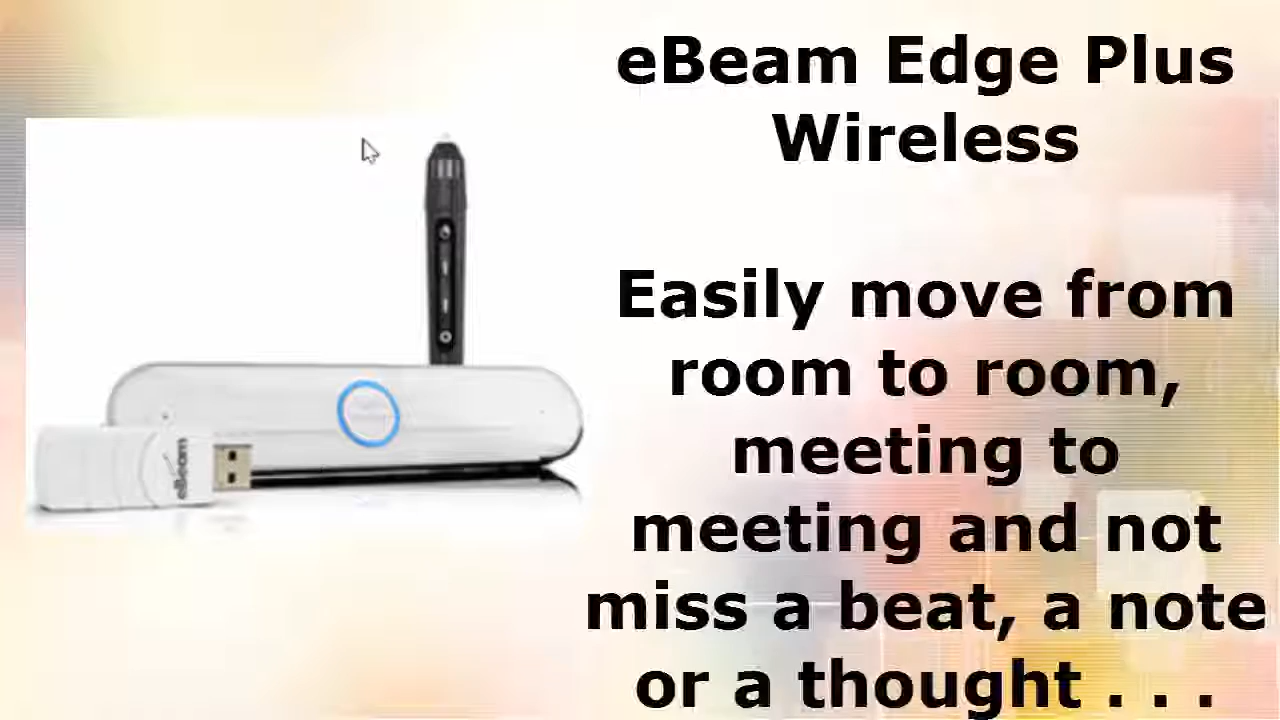 eBeam Edge Plus
Wireless
Easily move from
room to room,
meeting to
meeting and not
miss a beat, a note
or a thought . . .
eBeam